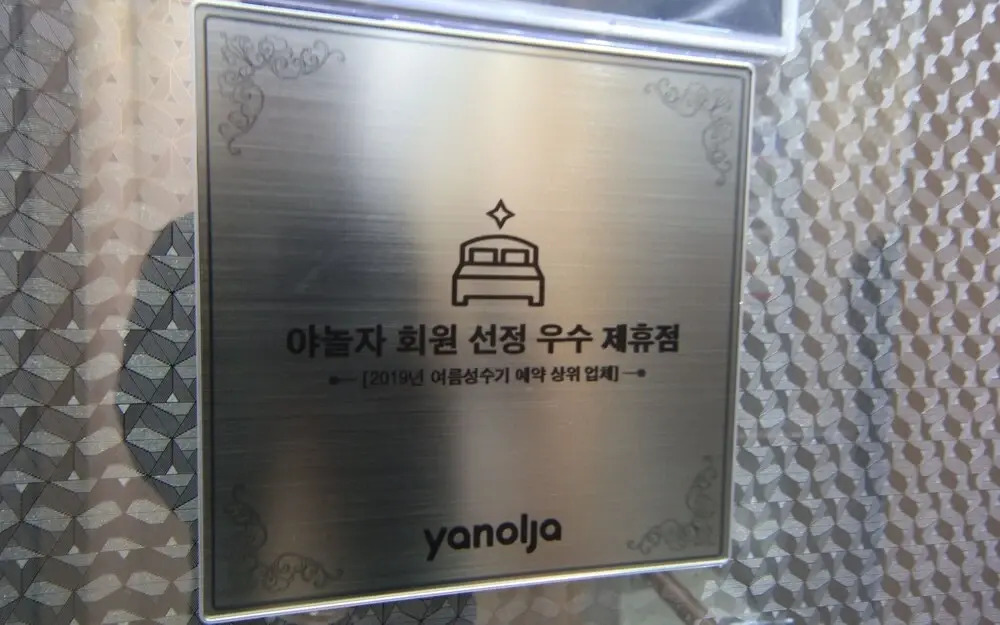 야놀자 회원 선정 우수 제휴점
[2019년 여름성수기 예약 상위 업체]
yanolja